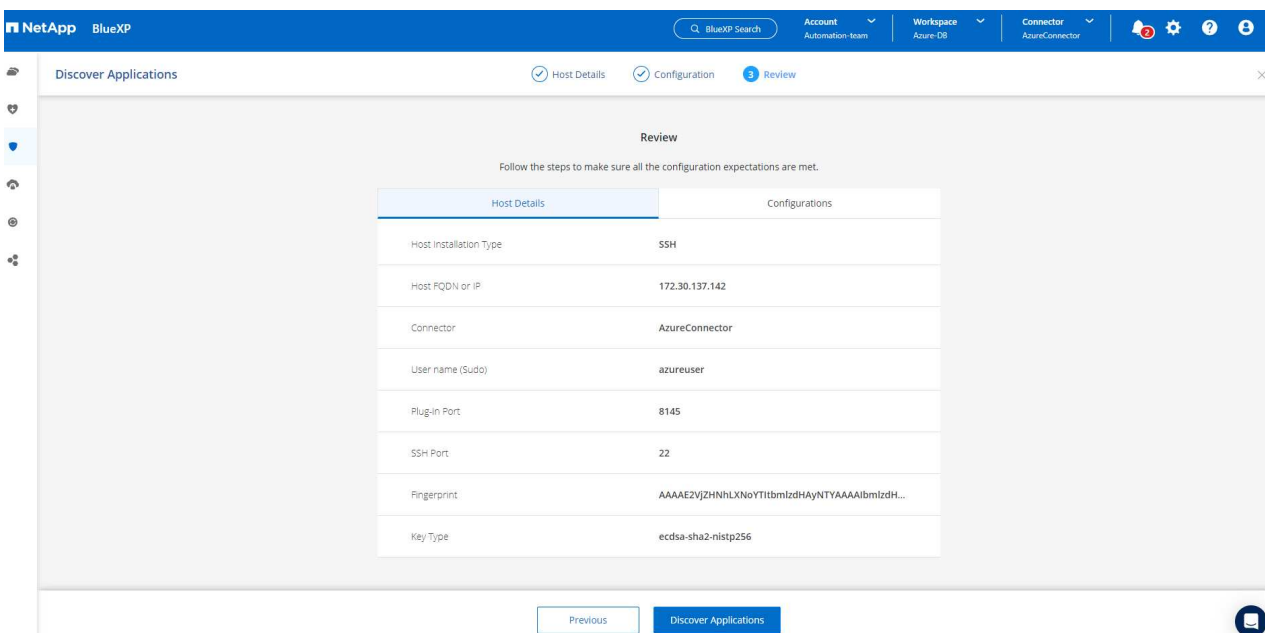 NetApp BlueXP
BlueXP Search
Account
Automation-team
Workspace
Azure-DB
Connector
AzureConnector
2
Discover Applications
Host Details
Configuration
3 Review
Review
Follow the steps to make sure all the configuration expectations are met.
Host Details Configurations
Host Installation Type SSH
Host FQDN or IP 172.30.137.142
Connector AzureConnector
User name (Sudo) azureuser
Plug-in Port 8145
SSH Port 22
Fingerprint AAAAE2VjZHNhLXNoYTItbmlzdHAyNTYAAAAIbmlzdH...
Key Type ecdsa-sha2-nistp256
Previous Discover Applications